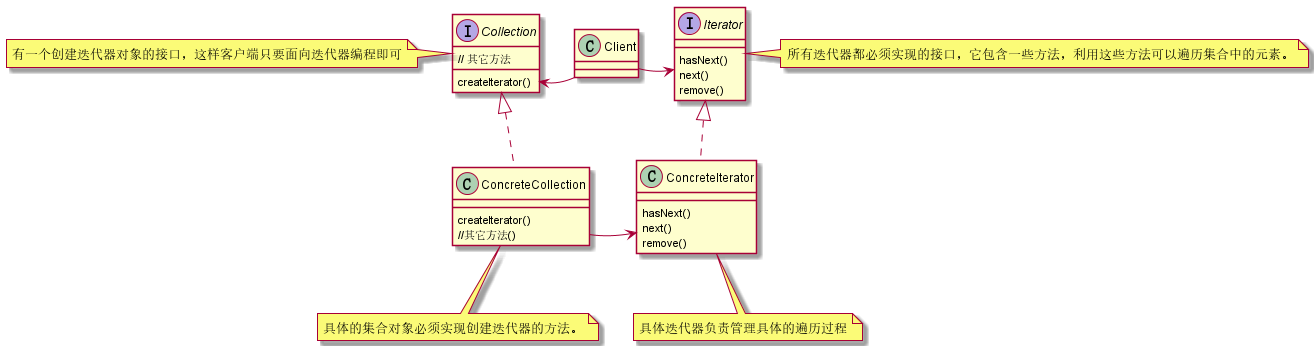 有一个创建迭代器对象的接口，这样客户端只要面向迭代器编程即可
I Collection
// 其它方法
createIterator()
C Client
I Iterator
hasNext()
next()
remove()
所有迭代器都必须实现的接口，它包含一些方法，利用这些方法可以遍历集合中的元素。
C ConcreteCollection
createIterator()
//其它方法()
C ConcreteIterator
hasNext()
next()
remove()
具体的集合对象必须实现创建迭代器的方法。
具体迭代器负责管理具体的遍历过程